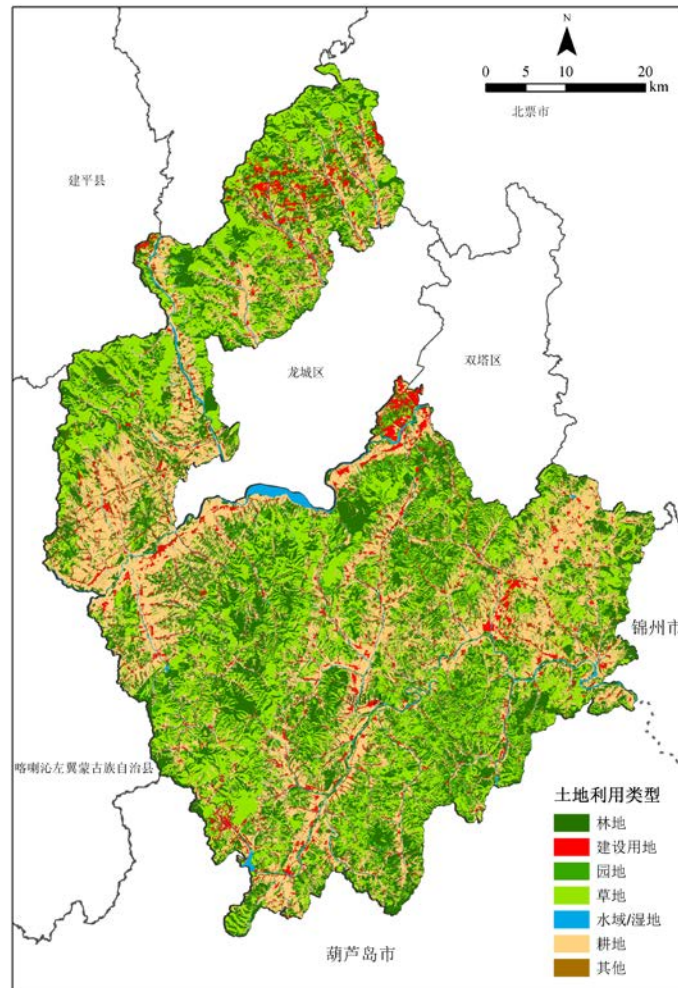 N
0 5 10 20
km
北票市
建平县
龙城区
双塔区
锦州市
喀喇沁左翼蒙古族自治县
葫芦岛市
土地利用类型
林地
建设用地
园地
草地
水域/湿地
耕地
其他